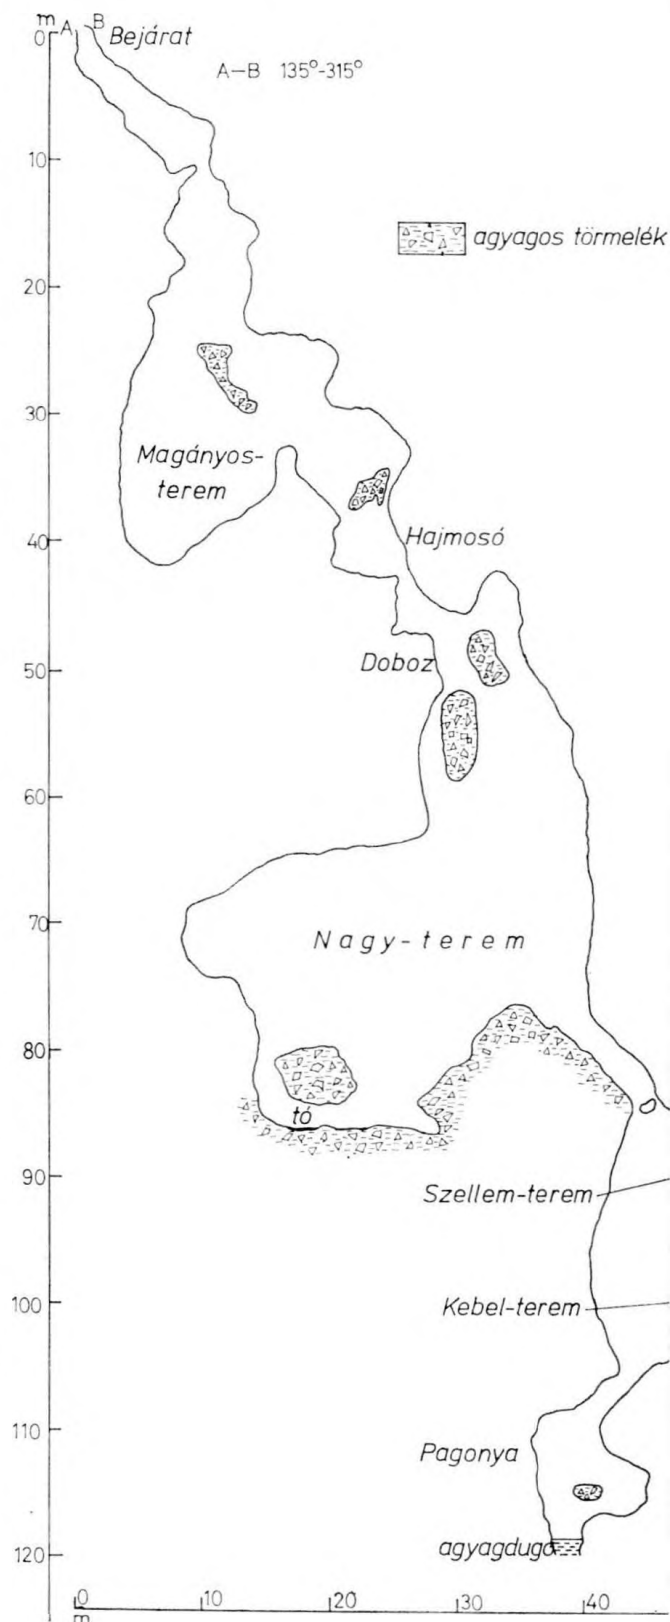 m A B
Bejárat
A–B 135°-315°
0
10
agyagos törmelék
20
30
Magányos-
terem
40
Hajmosó
50
Doboz
60
70
Nagy-terem
80
tó
90
Szellem-terem
100
Kebel-terem
110
Pagonya
agyagdugó
120
0 10 20 30 40
m